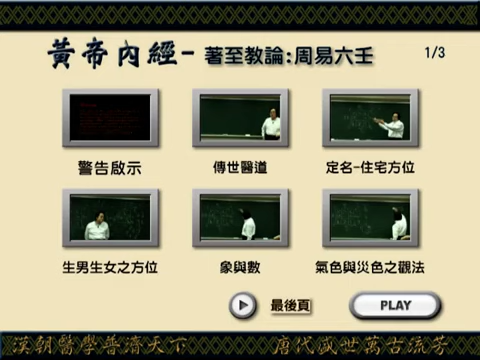 黃帝內經- 著至教論:周易六壬 1/3
警告啟示 傳世醫道 定名-住宅方位
生男生女之方位 象與數 氣色與災色之觀法
最後頁 PLAY
漢朝醫學普濟天下 唐代盛世萬古流芳